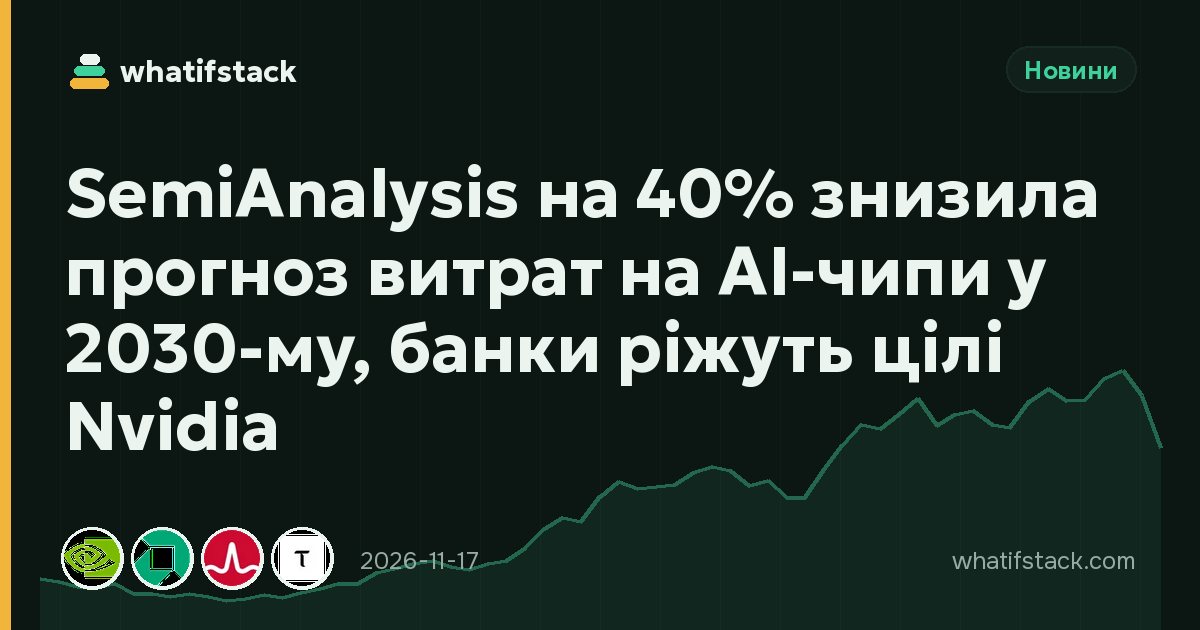 whatifstack
Новини
SemiAnalysis на 40% знизила
прогноз витрат на AI-чипи у
2030-му, банки ріжуть цілі
Nvidia
τ
2026-11-17
whatifstack.com